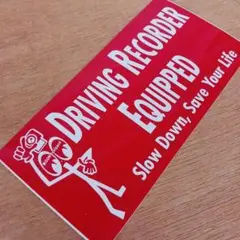 DRIVING RECORDER
EQUIPPED
Slow Down, Save Your Life